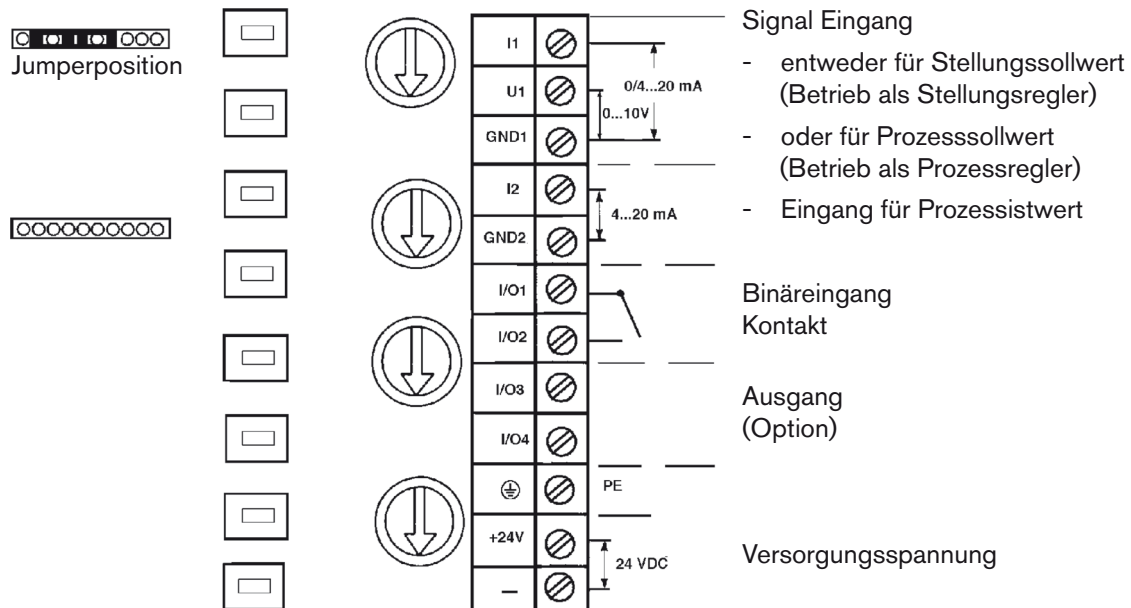 Jumperposition
I1
U1
GND1
I2
GND2
I/O1
I/O2
I/O3
I/O4
+24V
–
0/4...20 mA
0...10V
4...20 mA
PE
24 VDC
Signal Eingang
- entweder für Stellungssollwert
(Betrieb als Stellungsregler)
- oder für Prozesssollwert
(Betrieb als Prozessregler)
- Eingang für Prozessistwert
Binäreingang
Kontakt
Ausgang
(Option)
Versorgungsspannung